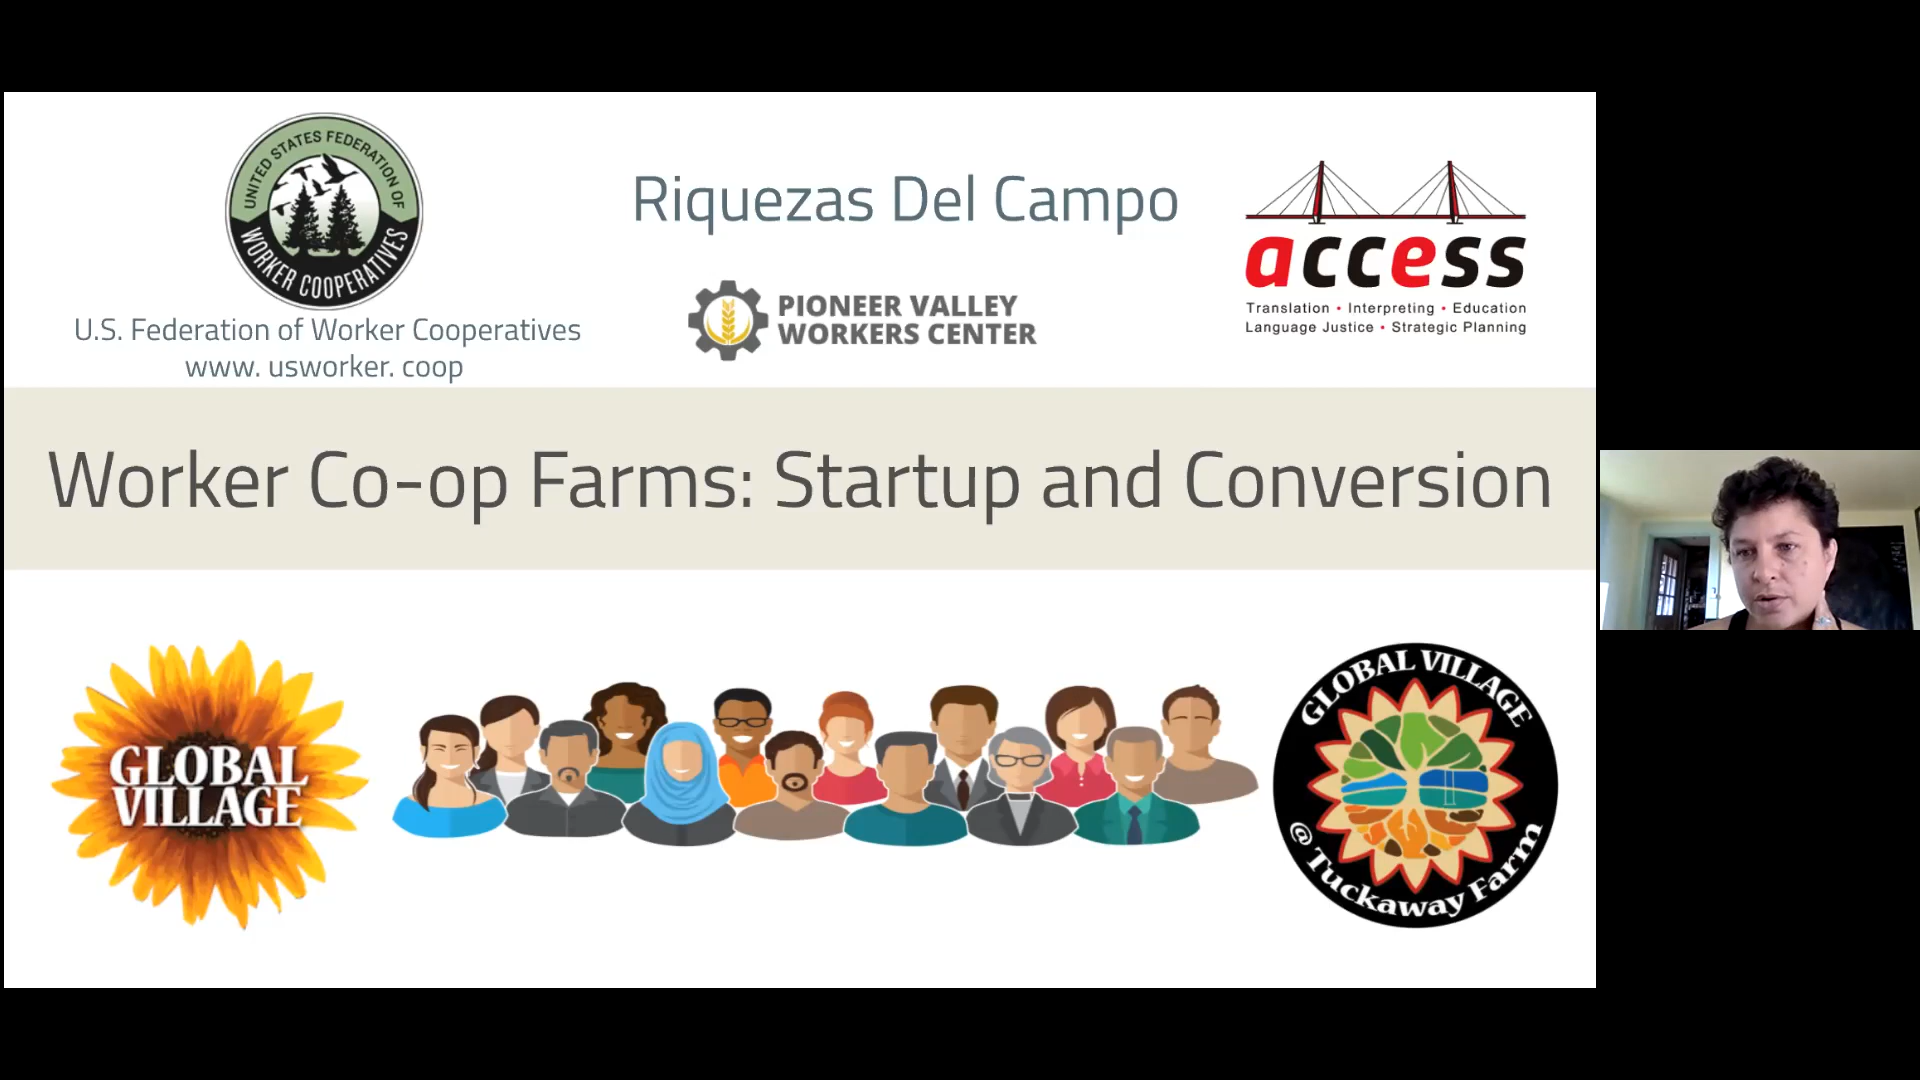 UNITED STATES FEDERATION OF
WORKER COOPERATIVES
U.S. Federation of Worker Cooperatives
www. usworker. coop
Riquezas Del Campo
PIONEER VALLEY
WORKERS CENTER
access
Translation • Interpreting • Education
Language Justice • Strategic Planning
Worker Co-op Farms: Startup and Conversion
GLOBAL
VILLAGE
GLOBAL VILLAGE
@ Tuckaway Farm